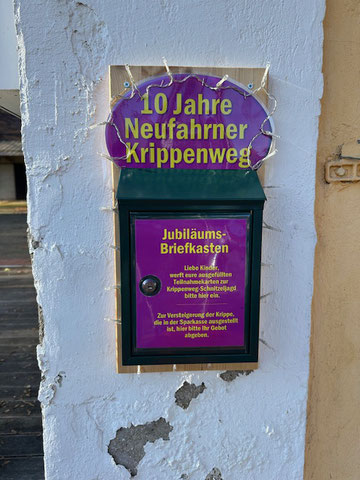 10 Jahre
Neufahrner
Krippenweg
Jubiläums-
Briefkasten
Liebe Kinder,
werft eure ausgefüllten
Teilnahmekarten zur
Krippenweg-Schnitzeljagd
bitte hier ein.
Zur Versteigerung der Krippe,
die in der Sparkasse ausgestellt
ist, hier bitte Ihr Gebot
abgeben.